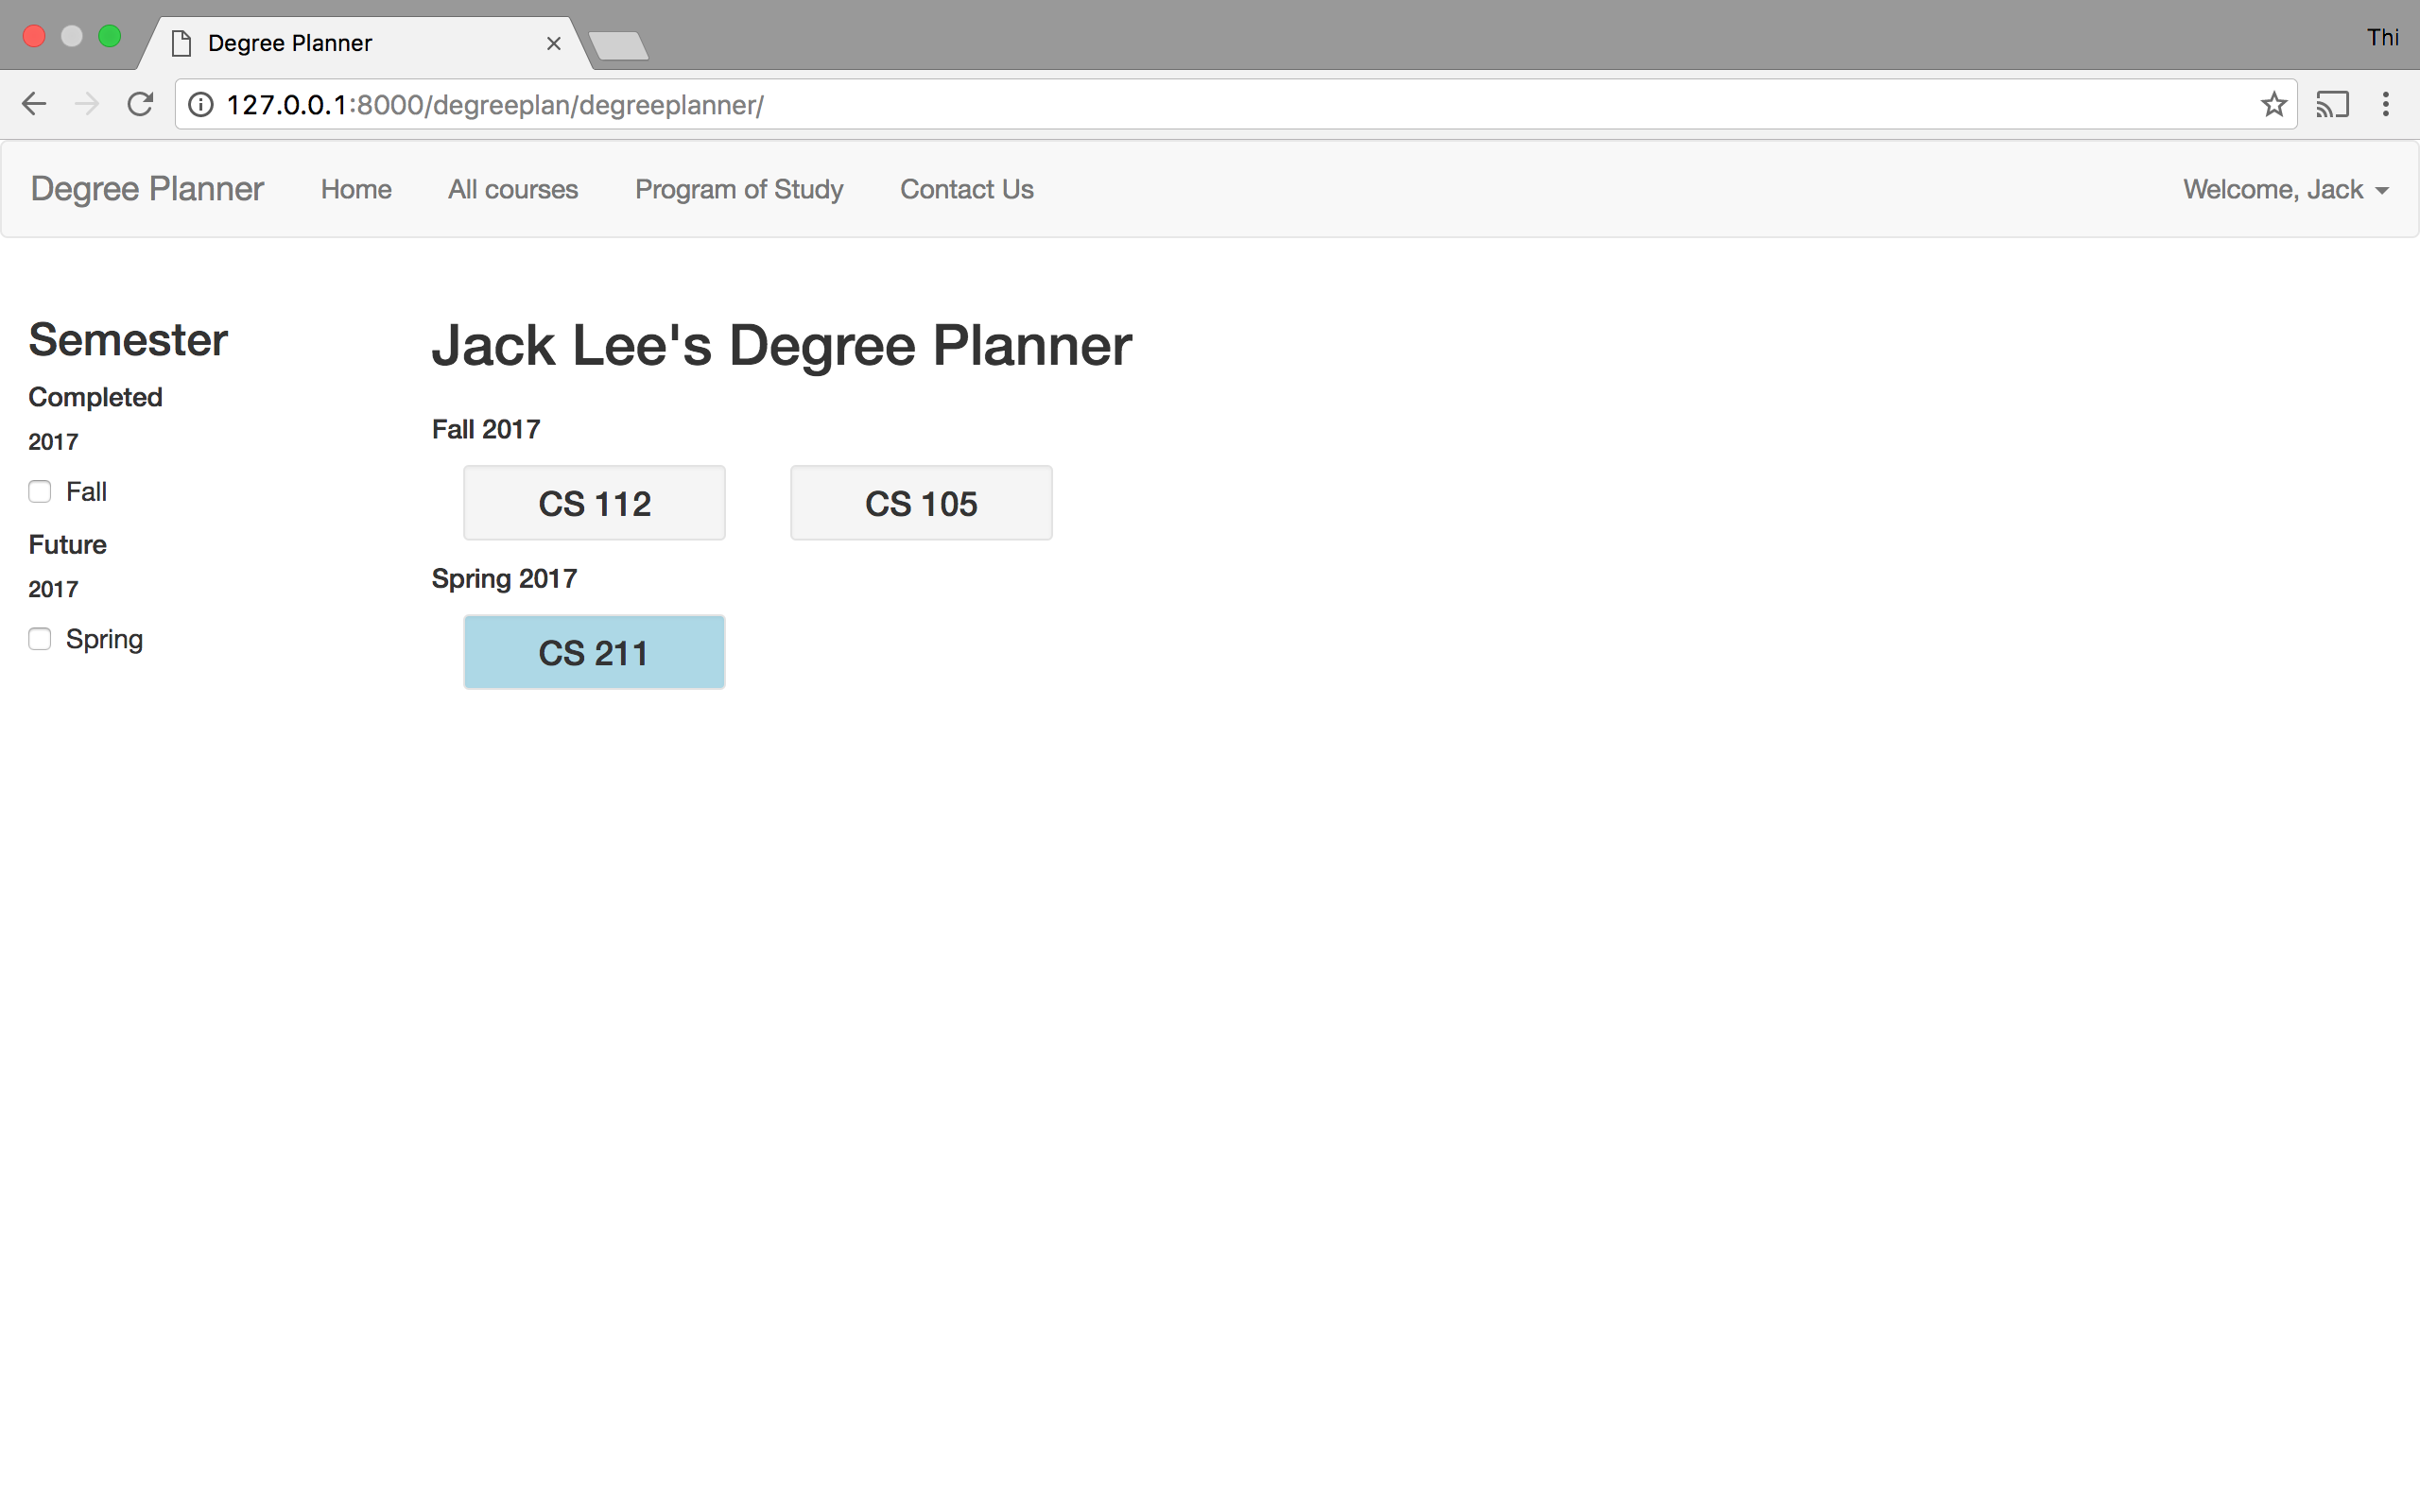 Degree Planner
Thi
127.0.0.1:8000/degreeplan/degreeplanner/
Degree Planner Home All courses Program of Study Contact Us Welcome, Jack
Semester
Completed
2017
Fall
Future
2017
Spring
Jack Lee's Degree Planner
Fall 2017
CS 112 CS 105
Spring 2017
CS 211